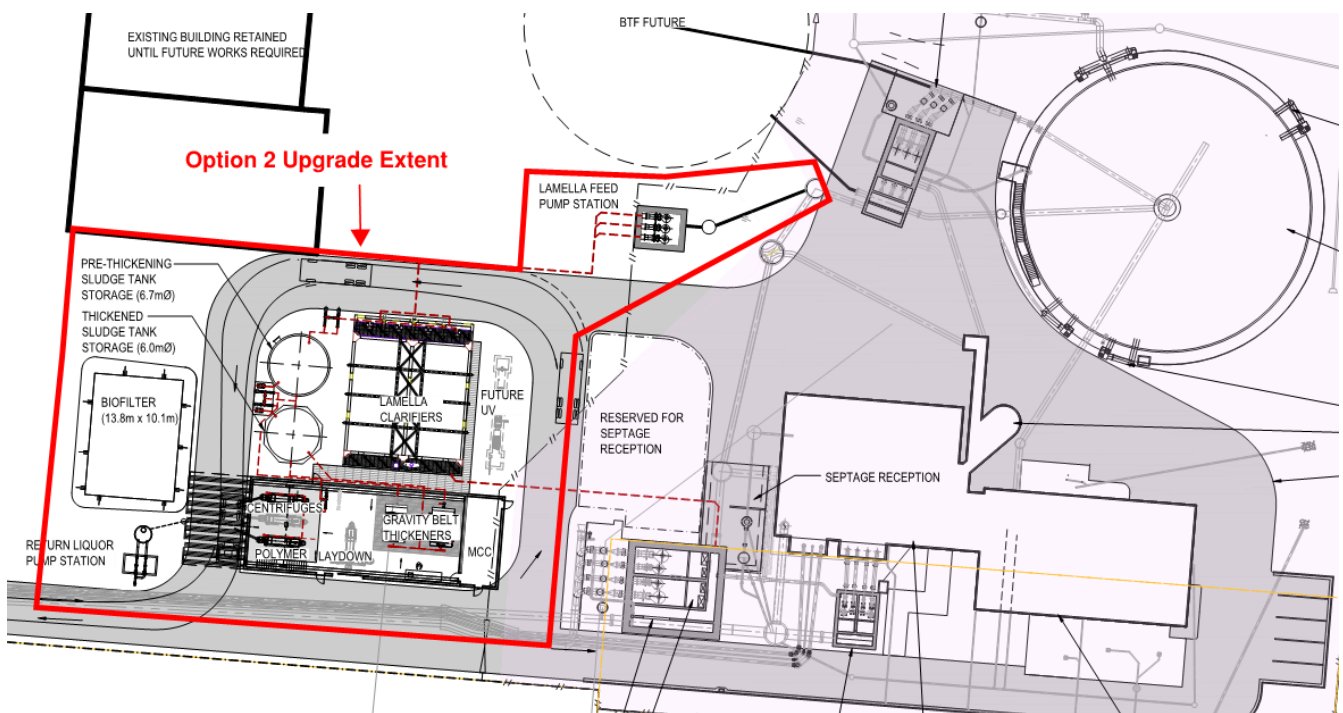 BTF FUTURE
EXISTING BUILDING RETAINED
UNTIL FUTURE WORKS REQUIRED
Option 2 Upgrade Extent
LAMELLA FEED
PUMP STATION
PRE-THICKENING
SLUDGE TANK
STORAGE (6.7mØ)
THICKENED
SLUDGE TANK
STORAGE (6.0mØ)
BIOFILTER
(13.8m x 10.1m)
LAMELLA
CLARIFIERS
FUTURE
UV
RESERVED FOR
SEPTAGE
RECEPTION
SEPTAGE RECEPTION
CENTRIFUGES
GRAVITY BELT
THICKENERS
RETURN LIQUOR
PUMP STATION
POLYMER
LAYDOWN
MCC